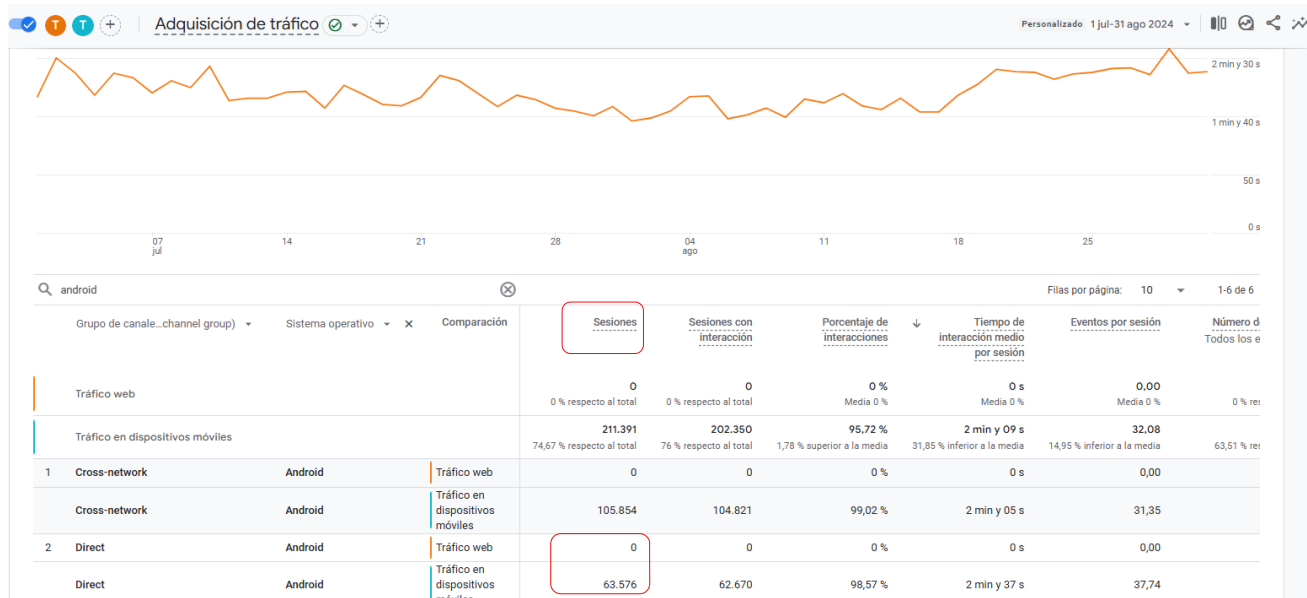 T T Adquisición de tráfico Personalizado 1 jul-31 ago 2024
2 min y 30 s
1 min y 40 s
50 s
0 s
07 14 21 28 04 11 18 25
jul ago
android Filas por página: 10 1-6 de 6
Grupo de canale...channel group) Sistema operativo Comparación Sesiones Sesiones con Porcentaje de Tiempo de Eventos por sesión Número d
interacción interacciones interacción medio Todos los e
por sesión
Tráfico web 0 0 0 % 0 s 0,00
0 % respecto al total 0 % respecto al total Media 0 % Media 0 % Media 0 % 0 % res
Tráfico en dispositivos móviles 211.391 202.350 95,72 % 2 min y 09 s 32,08
74,67 % respecto al total 76 % respecto al total 1,78 % superior a la media 31,85 % inferior a la media 14,95 % inferior a la media 63,51 % res
1 Cross-network Android Tráfico web 0 0 0 % 0 s 0,00
Tráfico en
Cross-network Android dispositivos 105.854 104.821 99,02 % 2 min y 05 s 31,35
móviles
2 Direct Android Tráfico web 0 0 0 % 0 s 0,00
Tráfico en
Direct Android dispositivos 63.576 62.670 98,57 % 2 min y 37 s 37,74